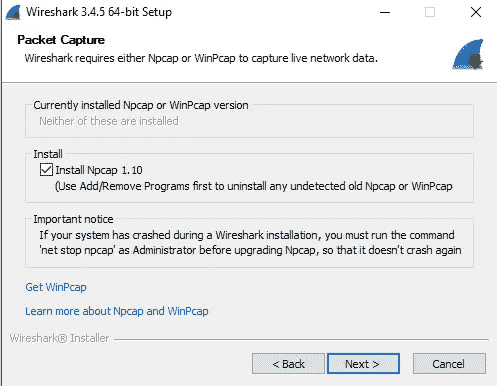 Wireshark 3.4.5 64-bit Setup
Packet Capture
Wireshark requires either Npcap or WinPcap to capture live network data.
Currently installed Npcap or WinPcap version
Neither of these are installed
Install
Install Npcap 1.10
(Use Add/Remove Programs first to uninstall any undetected old Npcap or WinPcap
Important notice
If your system has crashed during a Wireshark installation, you must run the command
'net stop npcap' as Administrator before upgrading Npcap, so that it doesn't crash again
Get WinPcap
Learn more about Npcap and WinPcap
Wireshark® Installer
< Back Next > Cancel